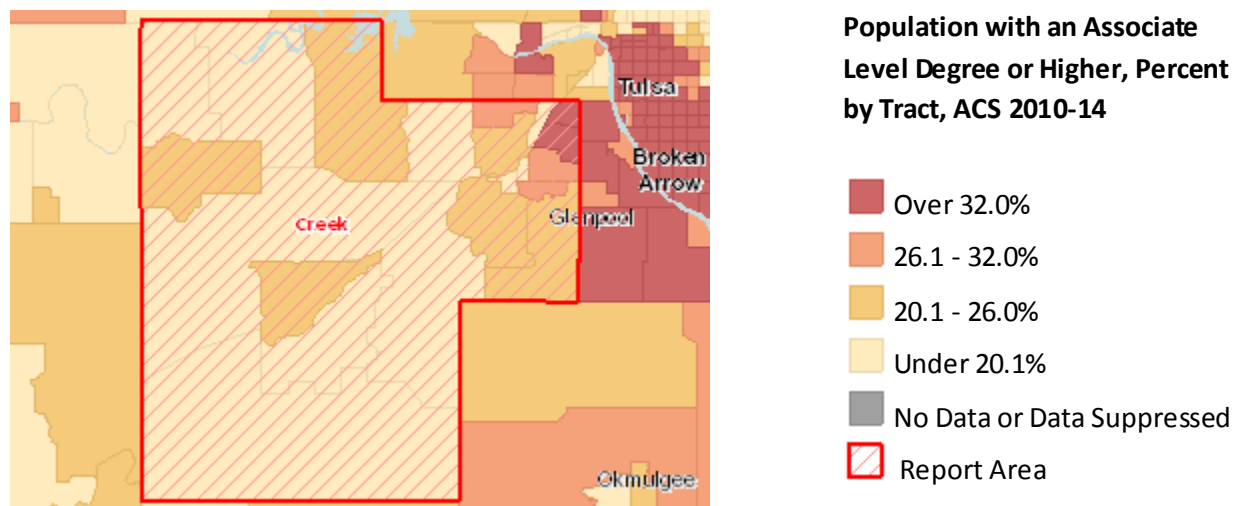 Population with an Associate
Level Degree or Higher, Percent
by Tract, ACS 2010-14
Tulsa
Broken
Arrow
Creek
Glenpool
Okmulgee
Over 32.0%
26.1 - 32.0%
20.1 - 26.0%
Under 20.1%
No Data or Data Suppressed
Report Area